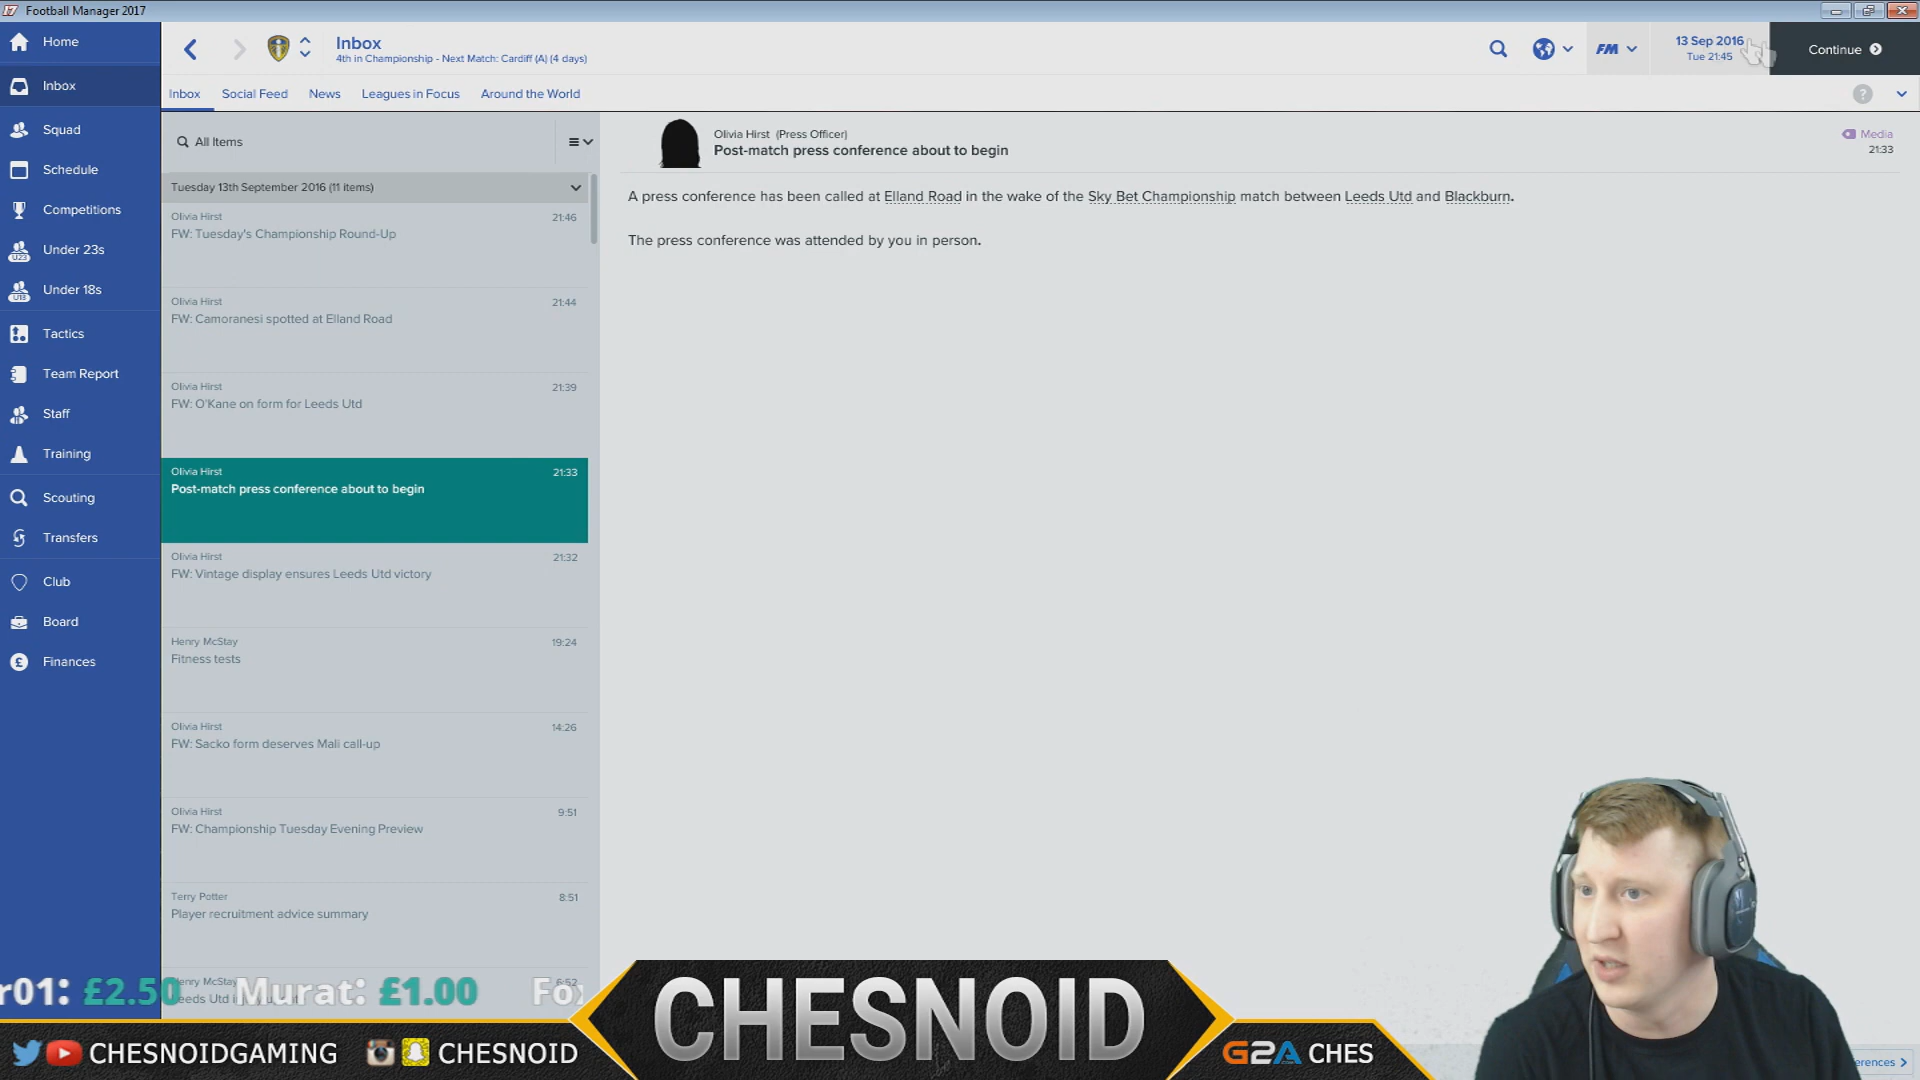 Football Manager 2017
Home
Inbox
Squad
Schedule
Competitions
Under 23s
Under 18s
Tactics
Team Report
Staff
Training
Scouting
Transfers
Club
Board
Finances
Inbox
4th in Championship - Next Match: Cardiff (A) (4 days)
FM
13 Sep 2016
Tue 21:45
Continue
Inbox Social Feed News Leagues in Focus Around the World
All Items
Tuesday 13th September 2016 (11 items)
Olivia Hirst 21:46
FW: Tuesday's Championship Round-Up
Olivia Hirst 21:44
FW: Camoranesi spotted at Elland Road
Olivia Hirst 21:39
FW: O'Kane on form for Leeds Utd
Olivia Hirst 21:33
Post-match press conference about to begin
Olivia Hirst 21:32
FW: Vintage display ensures Leeds Utd victory
Henry McStay 19:24
Fitness tests
Olivia Hirst 14:26
FW: Sacko form deserves Mali call-up
Olivia Hirst 9:51
FW: Championship Tuesday Evening Preview
Terry Potter 8:51
Player recruitment advice summary
Olivia Hirst (Press Officer)
Post-match press conference about to begin
Media
21:33
A press conference has been called at Elland Road in the wake of the Sky Bet Championship match between Leeds Utd and Blackburn.
The press conference was attended by you in person.
r01: £2.50 Murat: £1.00 Fo
CHESNOIDGAMING
CHESNOID
CHESNOID
G2A CHES